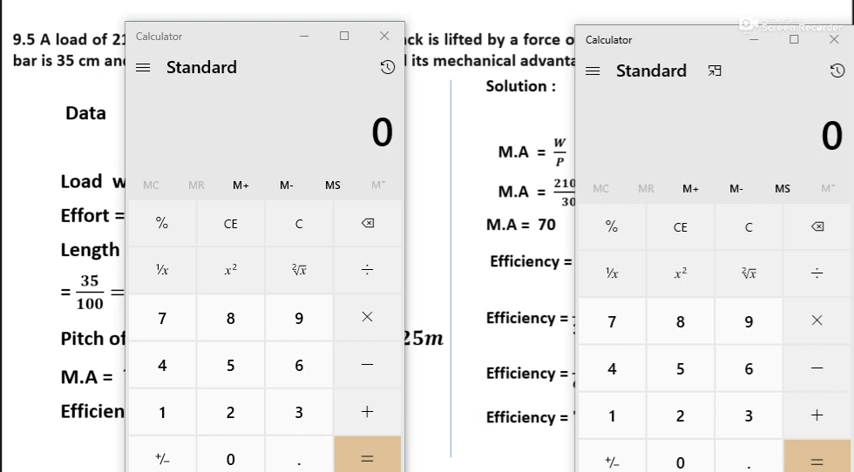 9.5 A load of 21
ck is lifted by a force o
bar is 35 cm an
its mechanical advanta
Data
Load w
Effort =
Length
= 35/100 =
Pitch of
25m
M.A =
Efficien
Calculator
Standard
0
MC MR M+ M- MS M˅
% CE C
¹/x x² ²√x ÷
7 8 9 ×
4 5 6 −
1 2 3 +
+/− 0 . =
Solution :
M.A = W/P
M.A = 210/30
M.A = 70
Efficiency =
Efficiency =
Efficiency =
Efficiency =
Calculator
Standard
0
MC MR M+ M- MS M˅
% CE C
¹/x x² ²√x ÷
7 8 9 ×
4 5 6 −
1 2 3 +
+/− 0 . =
Screen Recorder